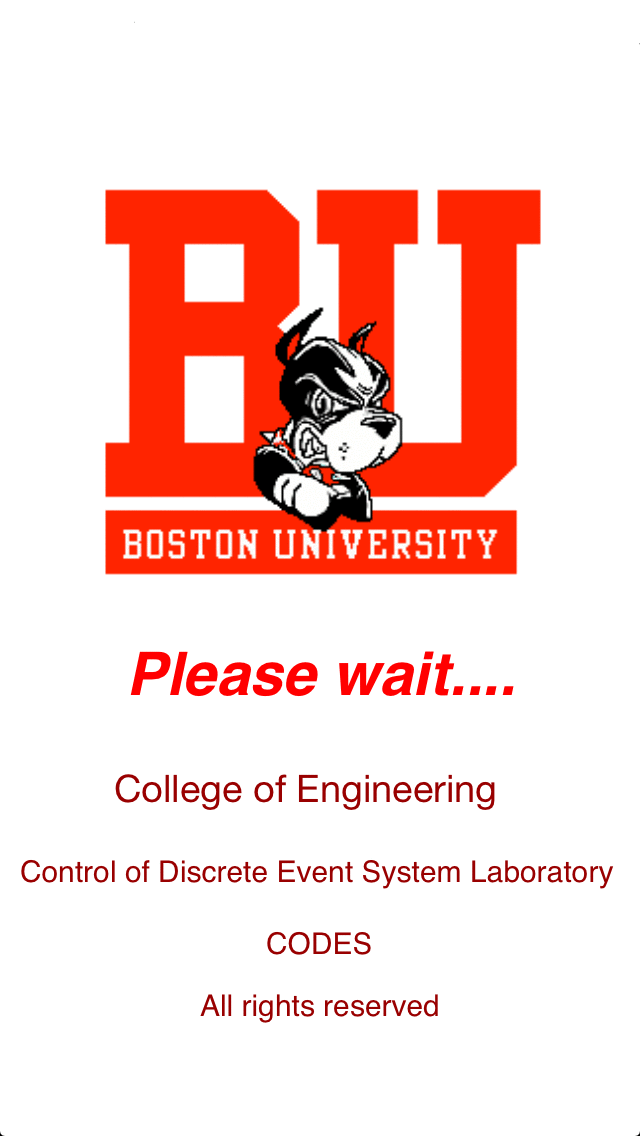 BU
BOSTON UNIVERSITY
Please wait....
College of Engineering
Control of Discrete Event System Laboratory
CODES
All rights reserved